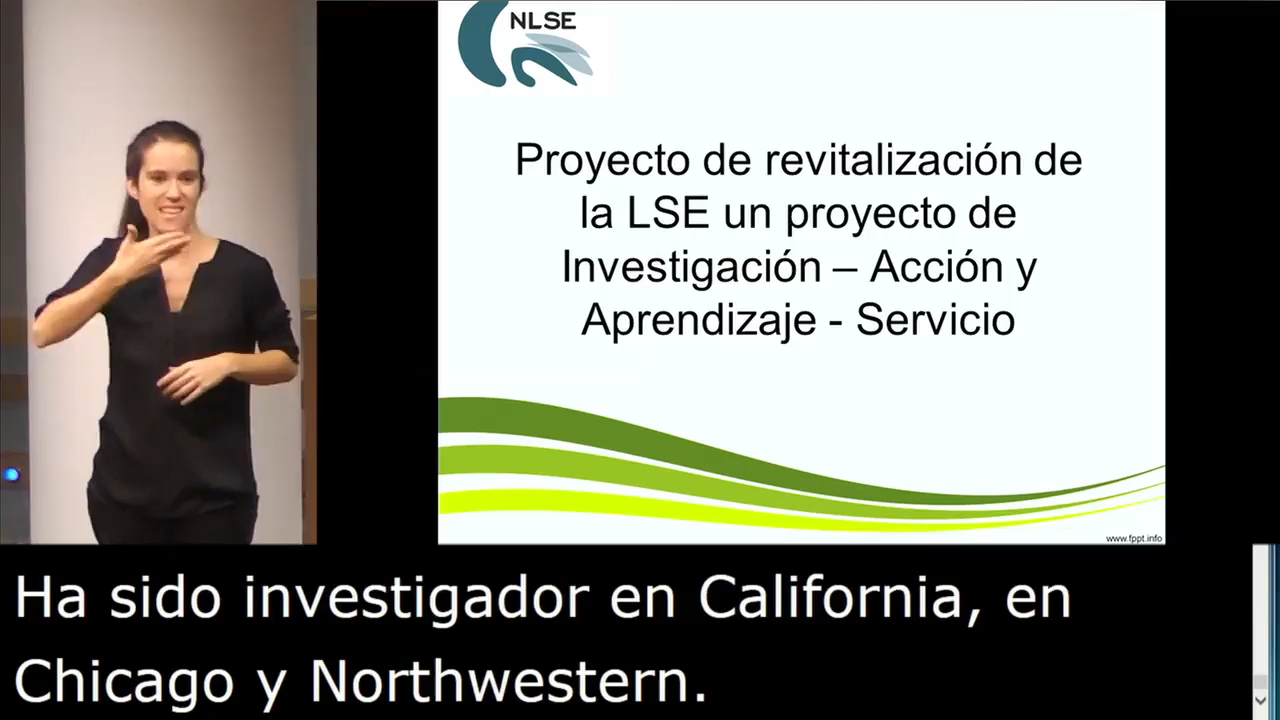 NLSE
Proyecto de revitalización de
la LSE un proyecto de
Investigación – Acción y
Aprendizaje - Servicio
www.fppt.info
Ha sido investigador en California, en
Chicago y Northwestern.